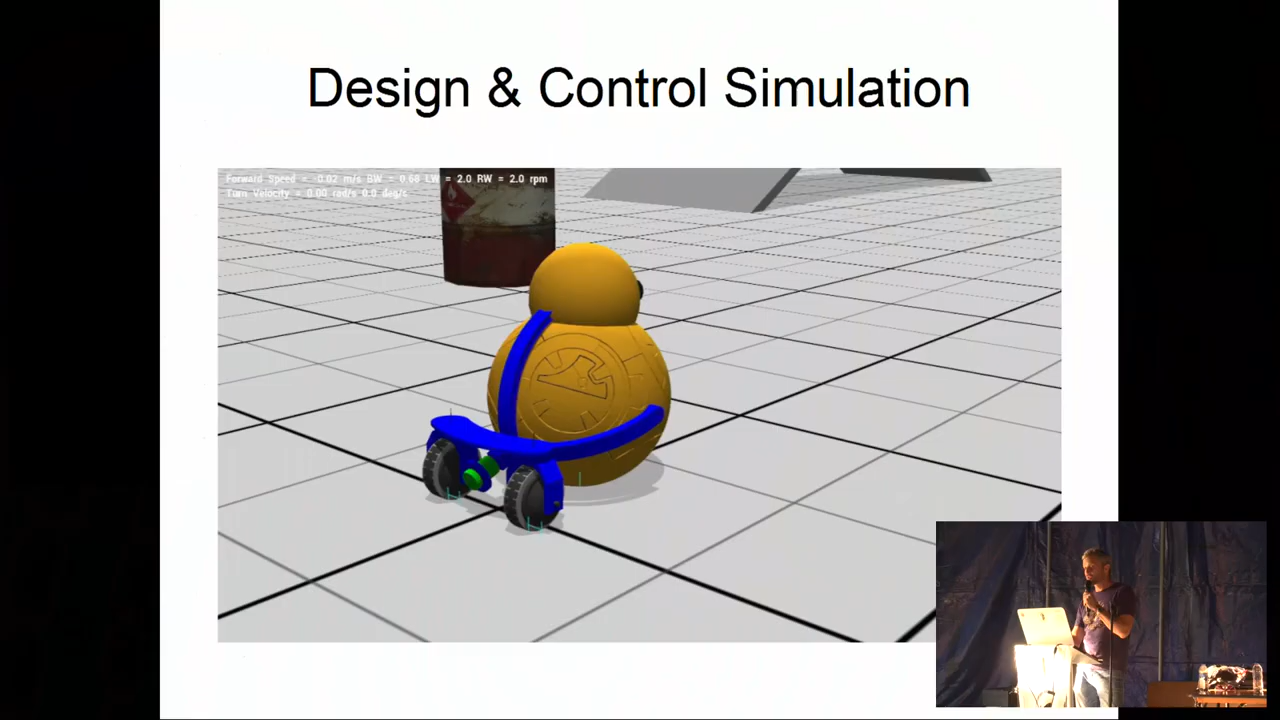 Design & Control Simulation
Forward Speed = -0.02 m/s BW = 0.60 LW = 2.0 RW = 2.0 rpm
Turn Velocity = 0.00 rad/s 0.0 deg/s